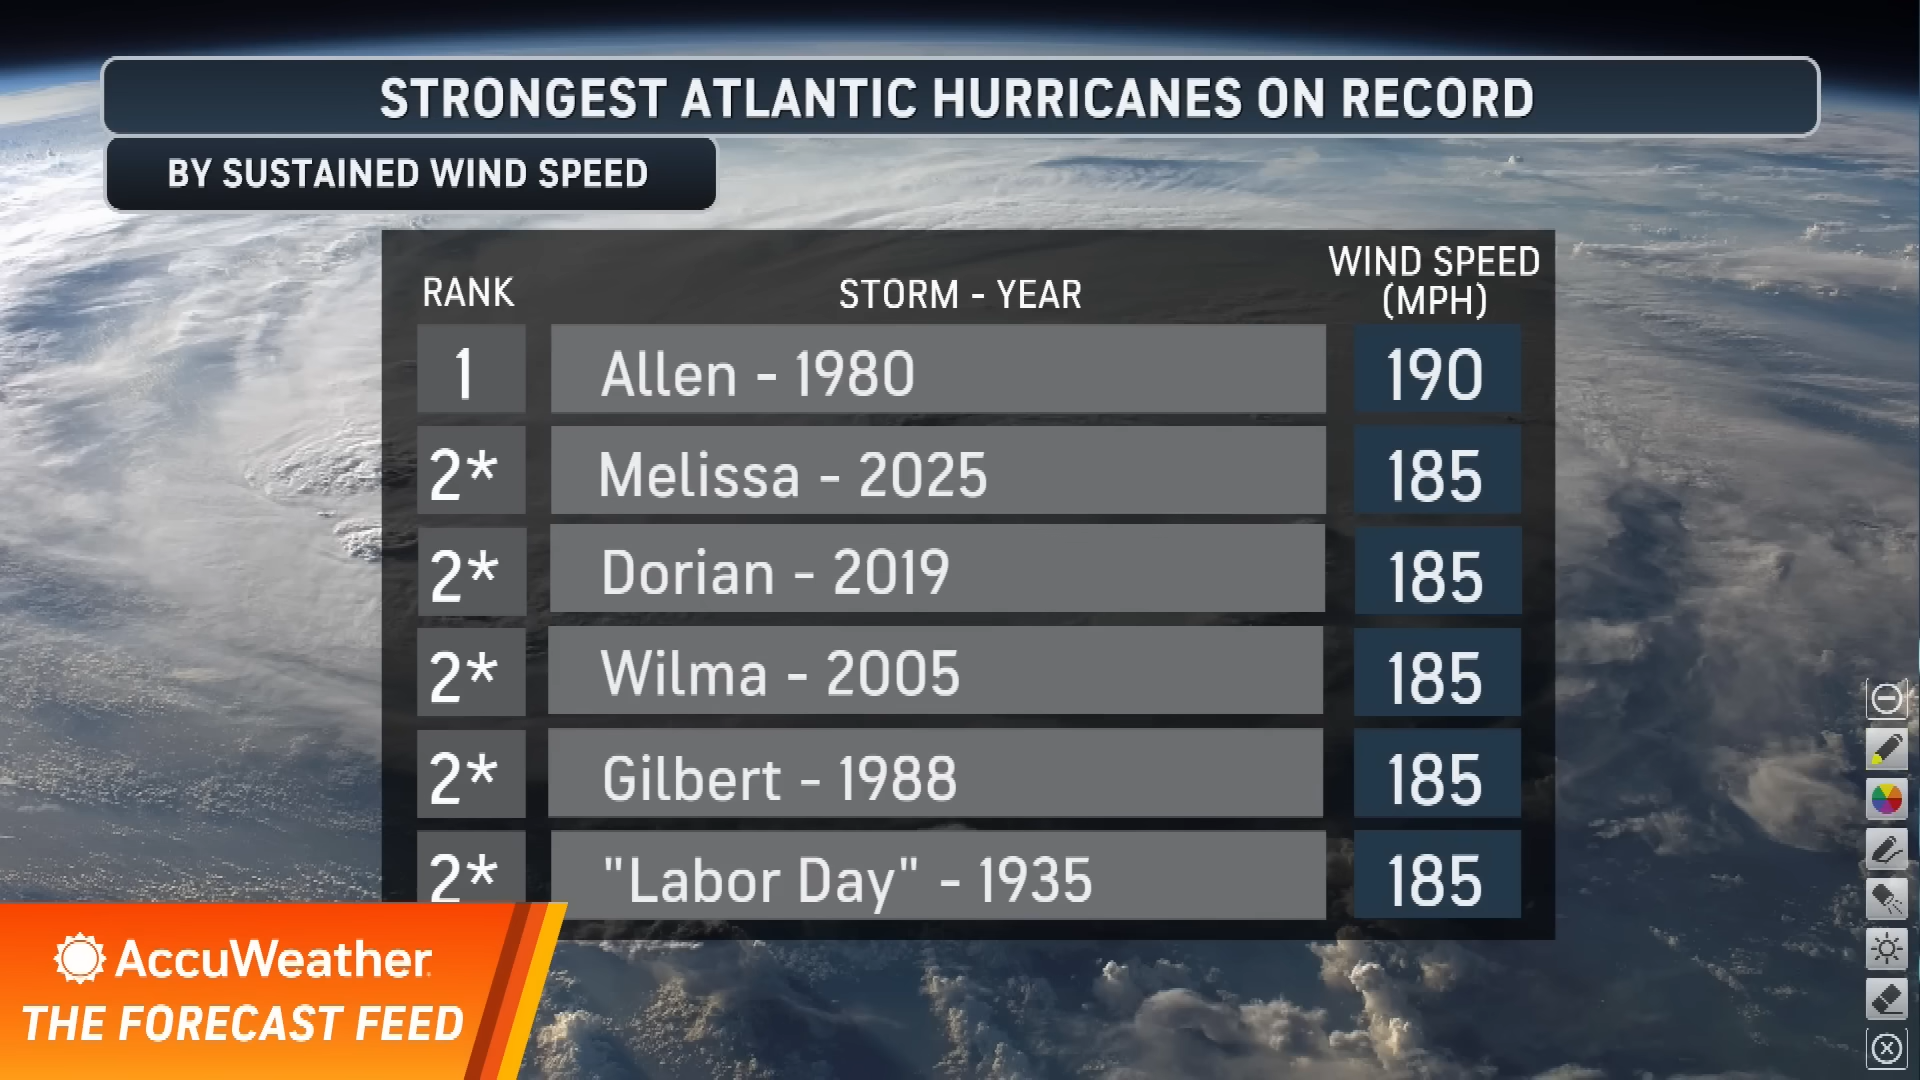 STRONGEST ATLANTIC HURRICANES ON RECORD
BY SUSTAINED WIND SPEED
RANK STORM - YEAR WIND SPEED (MPH)
1 Allen - 1980 190
2* Melissa - 2025 185
2* Dorian - 2019 185
2* Wilma - 2005 185
2* Gilbert - 1988 185
2* "Labor Day" - 1935 185
AccuWeather
THE FORECAST FEED